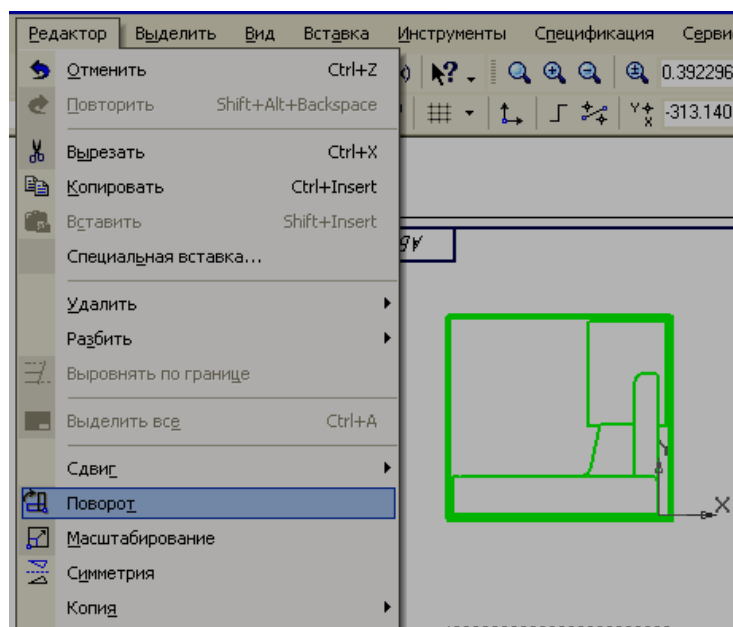 Редактор Выделить Вид Вставка Инструменты Спецификация Серви
Отменить Ctrl+Z
0.392296
Повторить Shift+Alt+Backspace
-313.140
Вырезать Ctrl+X
Копировать Ctrl+Insert
Вставить Shift+Insert
Специальная вставка...
Удалить
Разбить
Выровнять по границе
Выделить все Ctrl+A
Сдвиг
Y
Поворот
X
Масштабирование
Симметрия
Копия